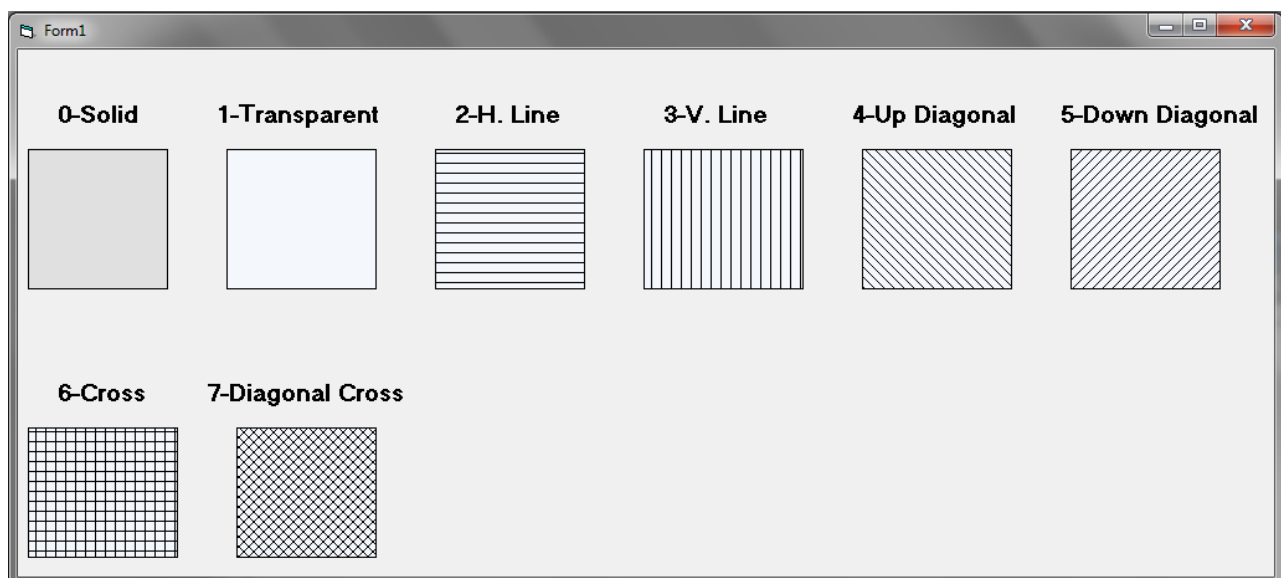 Form1
0-Solid 1-Transparent 2-H. Line 3-V. Line 4-Up Diagonal 5-Down Diagonal
6-Cross 7-Diagonal Cross